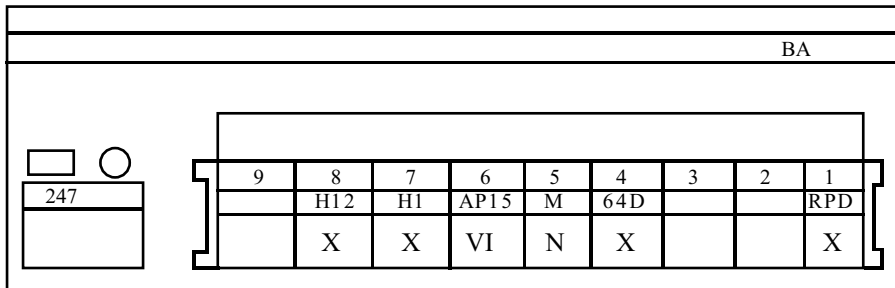 BA
9 8 7 6 5 4 3 2 1
247
H12 H1 AP15 M 64D RPD
X X VI N X X